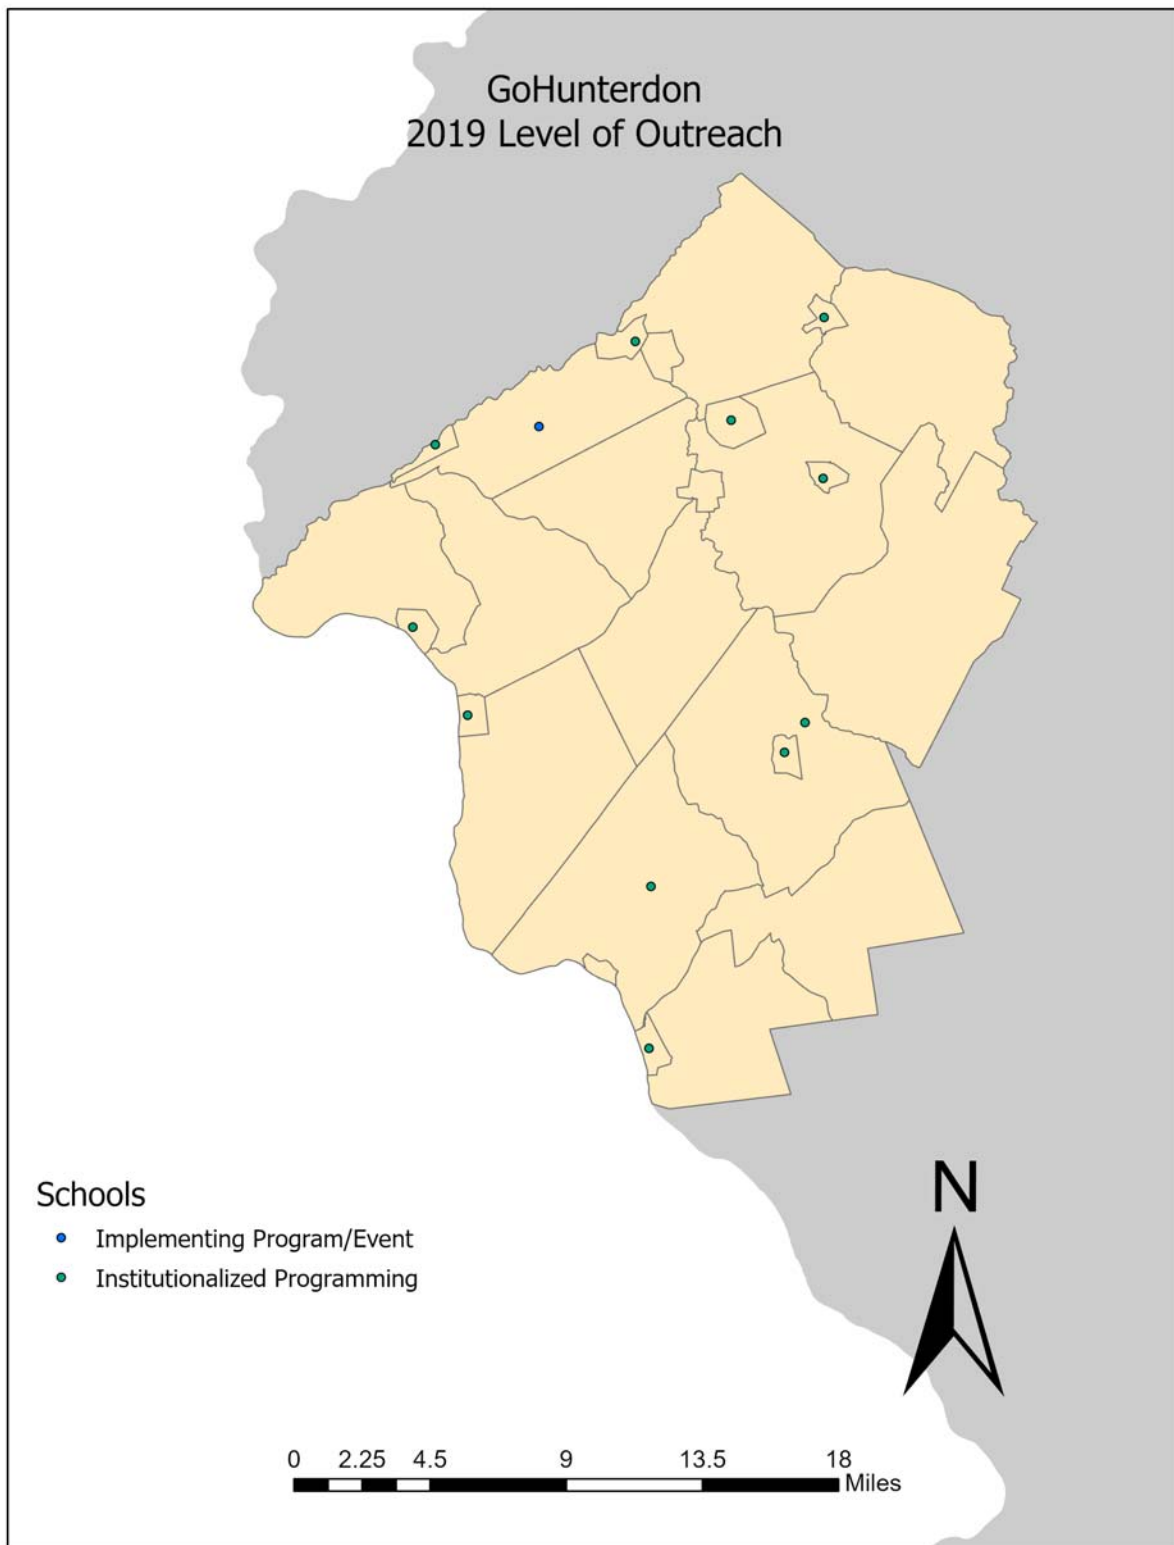 GoHunterdon
2019 Level of Outreach
Schools
Implementing Program/Event
Institutionalized Programming
N
0 2.25 4.5 9 13.5 18
Miles